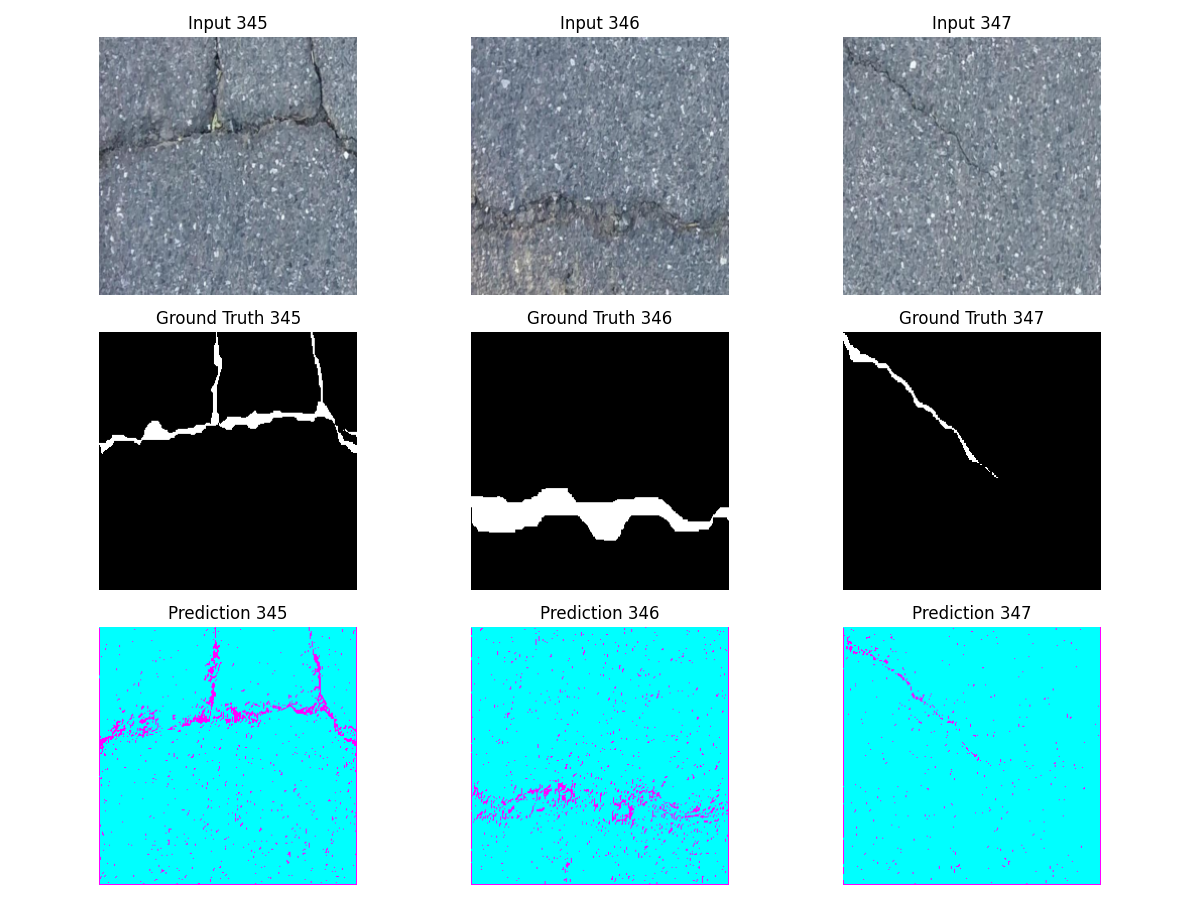 Input 345
Input 346
Input 347
Ground Truth 345
Ground Truth 346
Ground Truth 347
Prediction 345
Prediction 346
Prediction 347